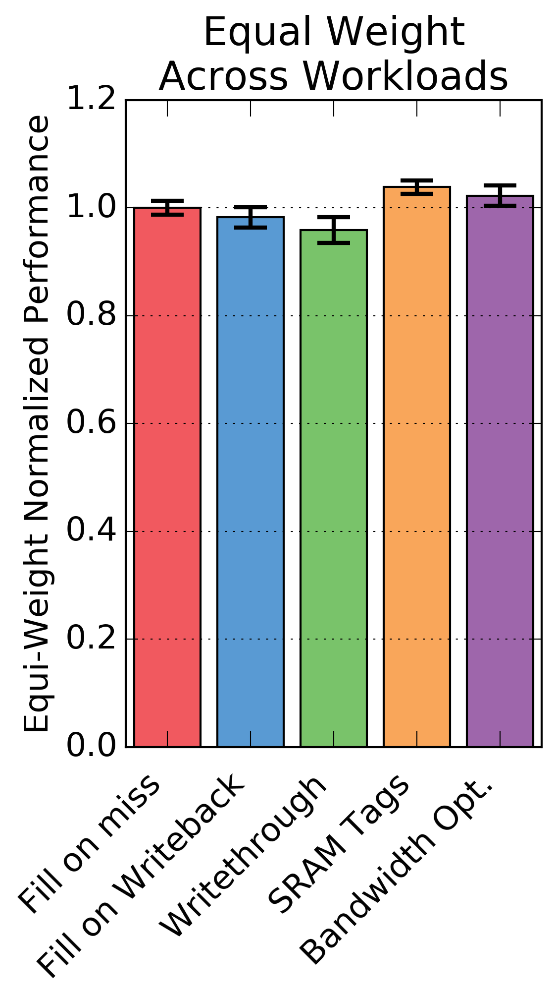 Equal Weight
Across Workloads
Equi-Weight Normalized Performance
1.2
1.0
0.8
0.6
0.4
0.2
0.0
Fill on miss
Fill on Writeback
Writethrough
SRAM Tags
Bandwidth Opt.